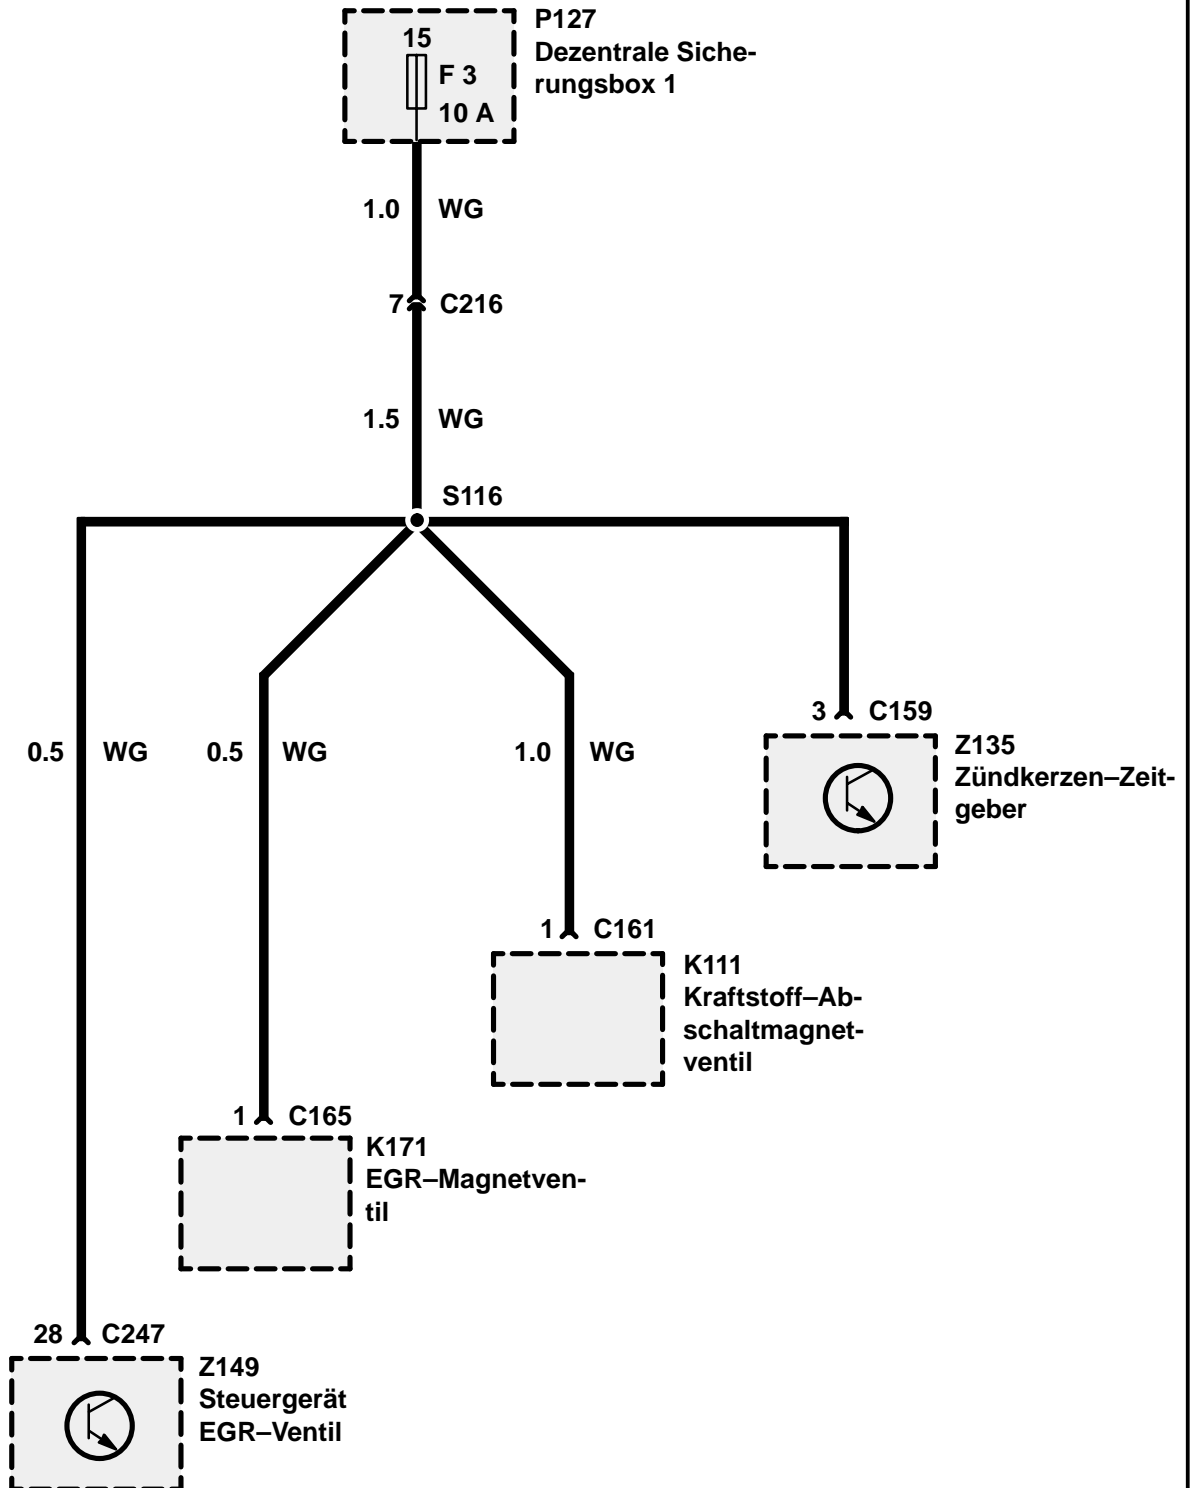 P127
Dezentrale Siche-
rungsbox 1
15
F 3
10 A
1.0 WG
7 C216
1.5 WG
S116
0.5 WG 0.5 WG 1.0 WG
3 C159
Z135
Zündkerzen–Zeit-
geber
1 C161
K111
Kraftstoff–Ab-
schaltmagnet-
ventil
1 C165
K171
EGR–Magnetven-
til
28 C247
Z149
Steuergerät
EGR–Ventil